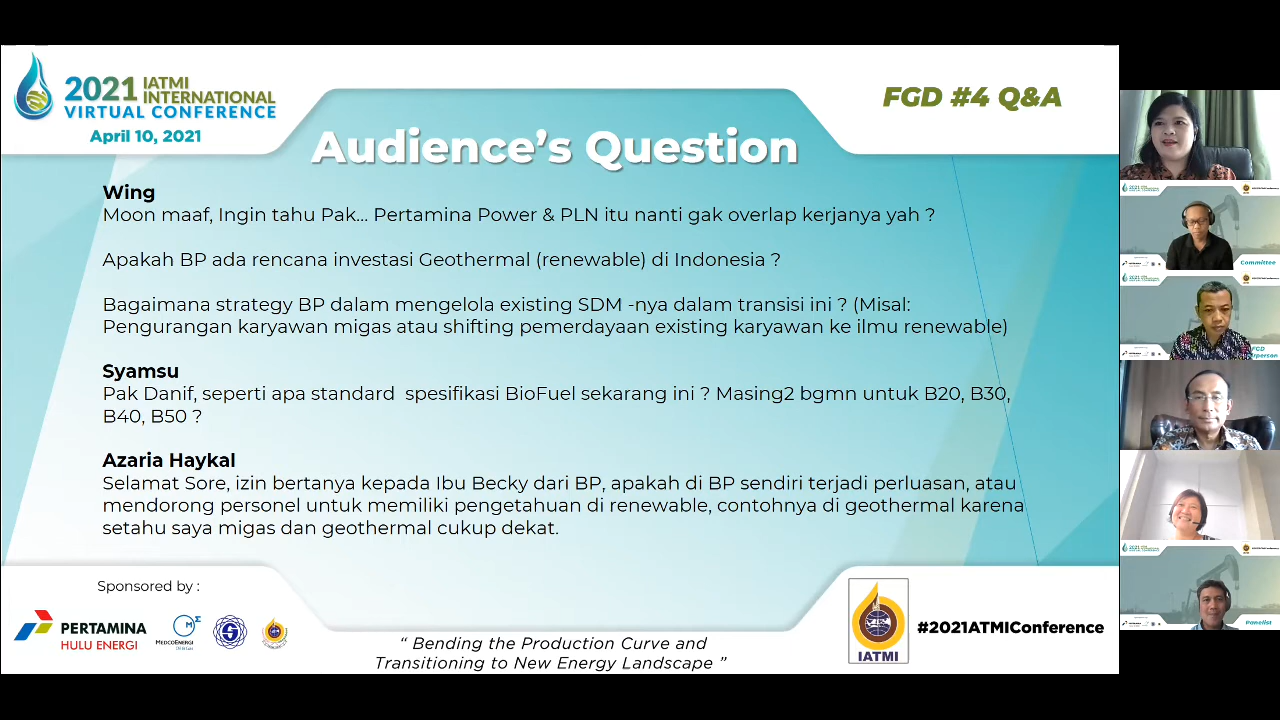 2021 IATMI
INTERNATIONAL
VIRTUAL CONFERENCE
April 10, 2021
FGD #4 Q&A
Audience's Question
Wing
Moon maaf, Ingin tahu Pak... Pertamina Power & PLN itu nanti gak overlap kerjanya yah ?
Apakah BP ada rencana investasi Geothermal (renewable) di Indonesia ?
Bagaimana strategy BP dalam mengelola existing SDM -nya dalam transisi ini ? (Misal:
Pengurangan karyawan migas atau shifting pemerdayaan existing karyawan ke ilmu renewable)
Syamsu
Pak Danif, seperti apa standard spesifikasi BioFuel sekarang ini ? Masing2 bgmn untuk B20, B30,
B40, B50 ?
Azaria Haykal
Selamat Sore, izin bertanya kepada Ibu Becky dari BP, apakah di BP sendiri terjadi perluasan, atau
mendorong personel untuk memiliki pengetahuan di renewable, contohnya di geothermal karena
setahu saya migas dan geothermal cukup dekat.
Sponsored by :
PERTAMINA
HULU ENERGI
MEDCOENERGI
" Bending the Production Curve and
Transitioning to New Energy Landscape "
IATMI
#2021ATMIConference
Committee
FGD
Panelist